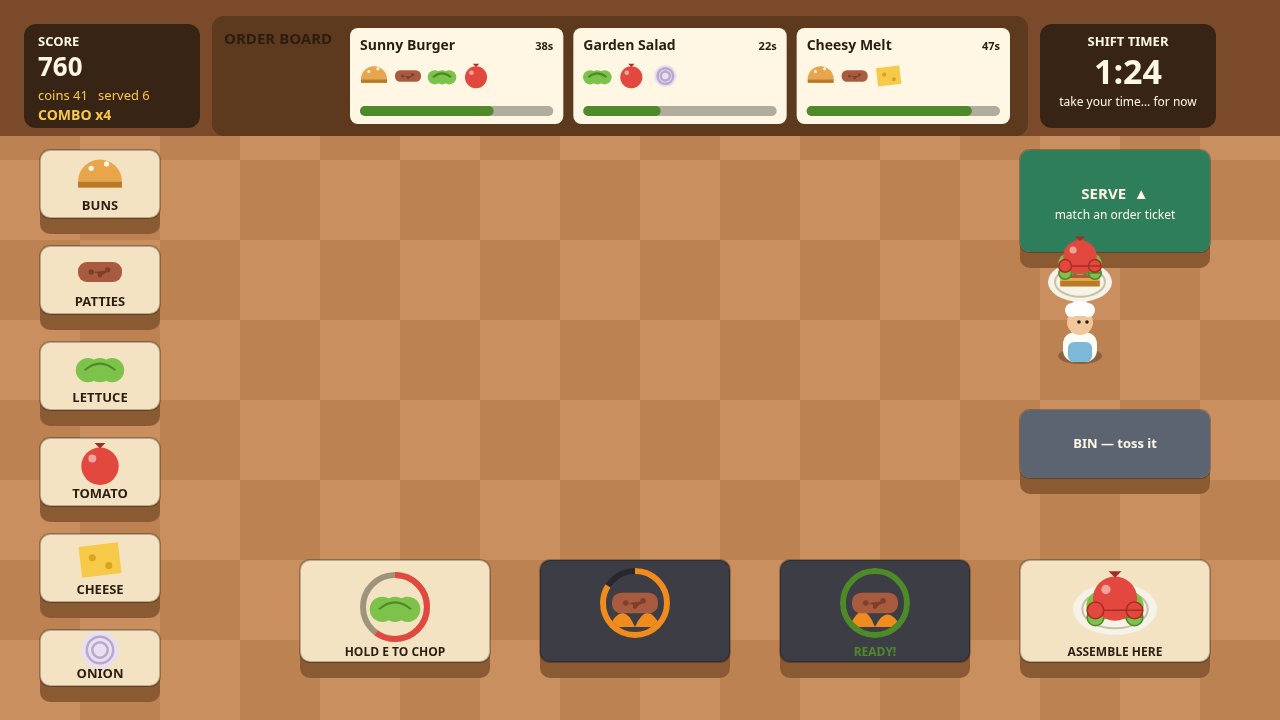 SCORE
760
coins 41 served 6
COMBO x4
ORDER BOARD
Sunny Burger 38s
Garden Salad 22s
Cheesy Melt 47s
SHIFT TIMER
1:24
take your time... for now
BUNS
PATTIES
LETTUCE
TOMATO
CHEESE
ONION
SERVE ▲
match an order ticket
BIN — toss it
HOLD E TO CHOP
READY!
ASSEMBLE HERE